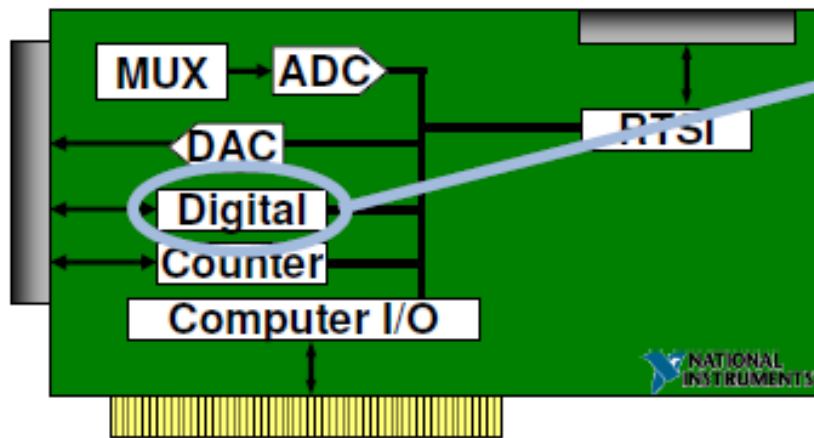 MUX
ADC
DAC
RTSI
Digital
Counter
Computer I/O
NATIONAL
INSTRUMENTS